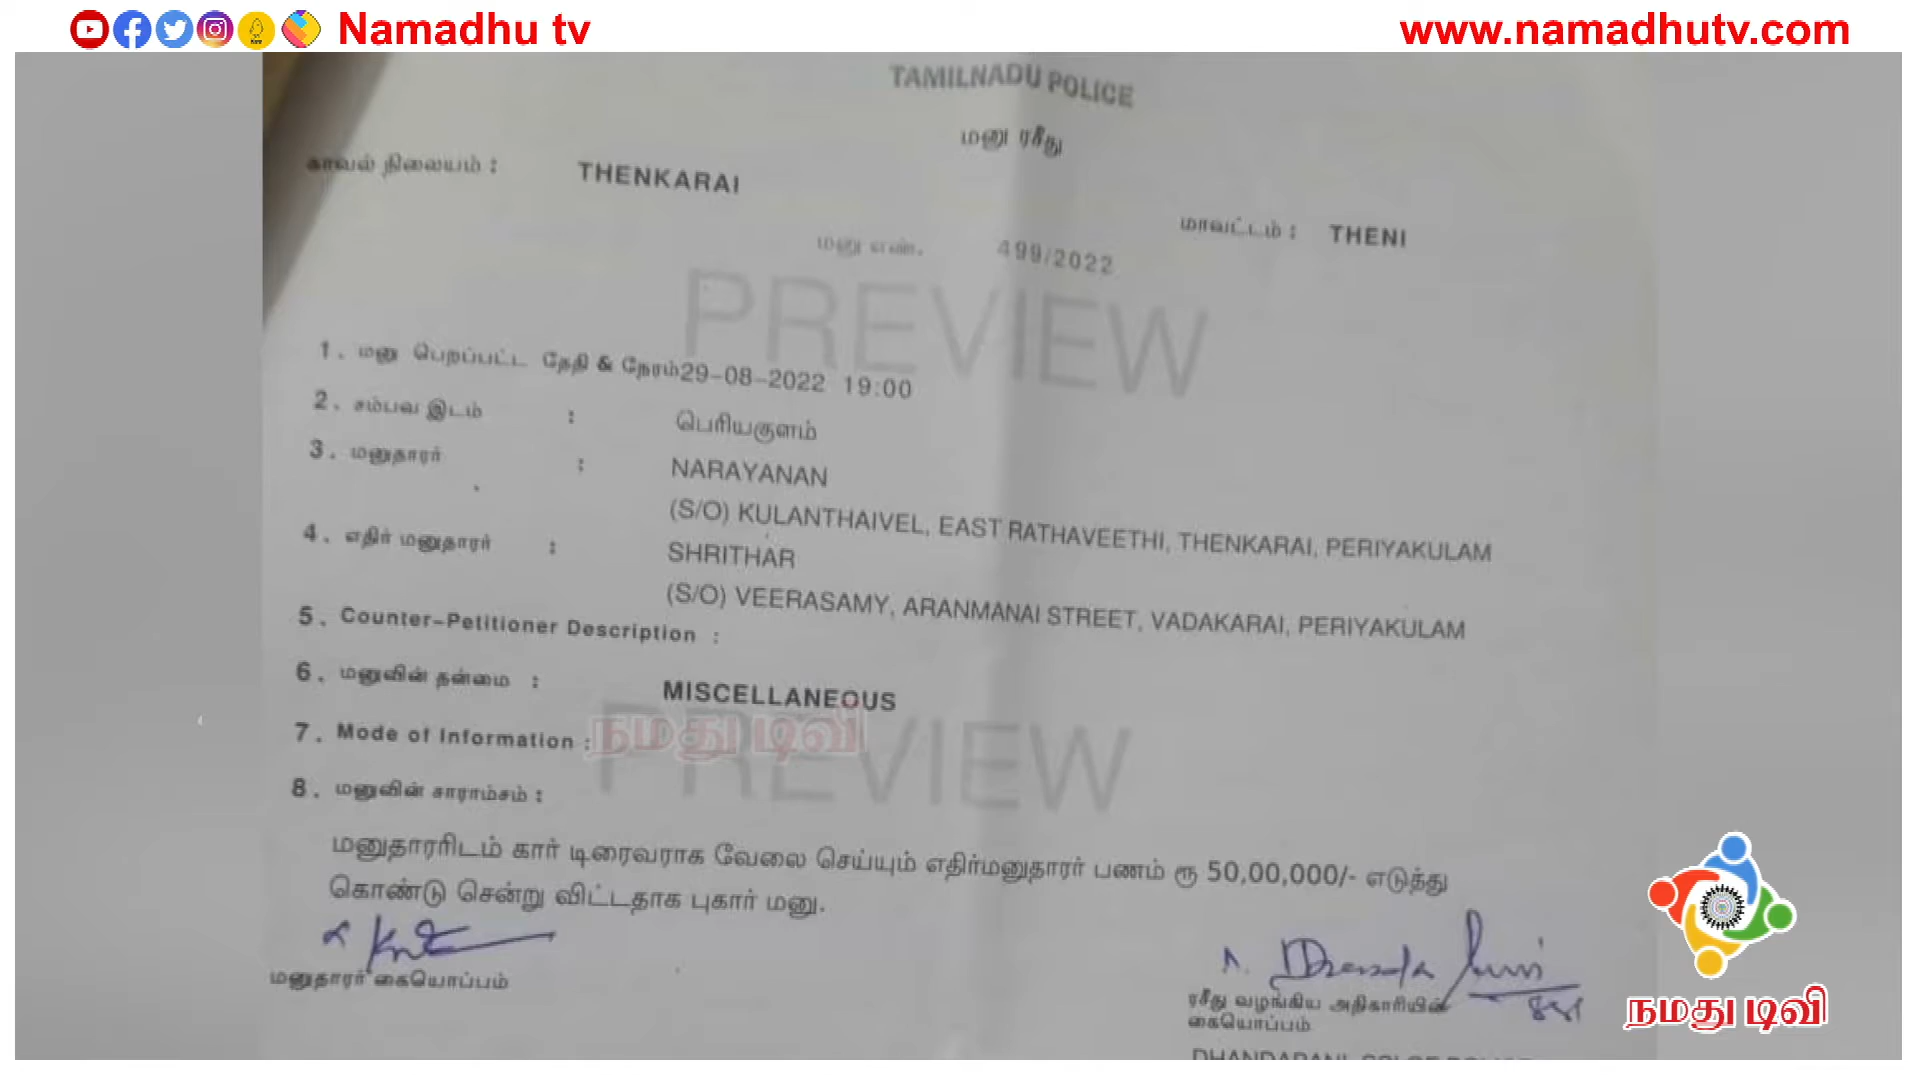 Namadhu tv
www.namadhutv.com
TAMILNADU POLICE
மனு ரசீது
காவல் நிலையம் : THENKARAI
மாவட்டம் : THENI
மனு எண். 499/2022
PREVIEW
1. மனு பெறப்பட்ட தேதி & நேரம்29-08-2022 19:00
2. சம்பவ இடம் : பெரியகுளம்
3. மனுதாரர் : NARAYANAN
(S/O) KULANTHAIVEL, EAST RATHAVEETHI, THENKARAI, PERIYAKULAM
4. எதிர் மனுதாரர் : SHRITHAR
(S/O) VEERASAMY, ARANMANAI STREET, VADAKARAI, PERIYAKULAM
5. Counter-Petitioner Description :
6. மனுவின் தன்மை : MISCELLANEOUS
நமது டிவி
7. Mode of Information :
PREVIEW
8. மனுவின் சாராம்சம் :
மனுதாரரிடம் கார் டிரைவராக வேலை செய்யும் எதிர்மனுதாரர் பணம் ரூ 50,00,000/- எடுத்து
கொண்டு சென்று விட்டதாக புகார் மனு.
மனுதாரர் கையொப்பம்
ரசீது வழங்கிய அதிகாரியின்
கையொப்பம்
நமது டிவி